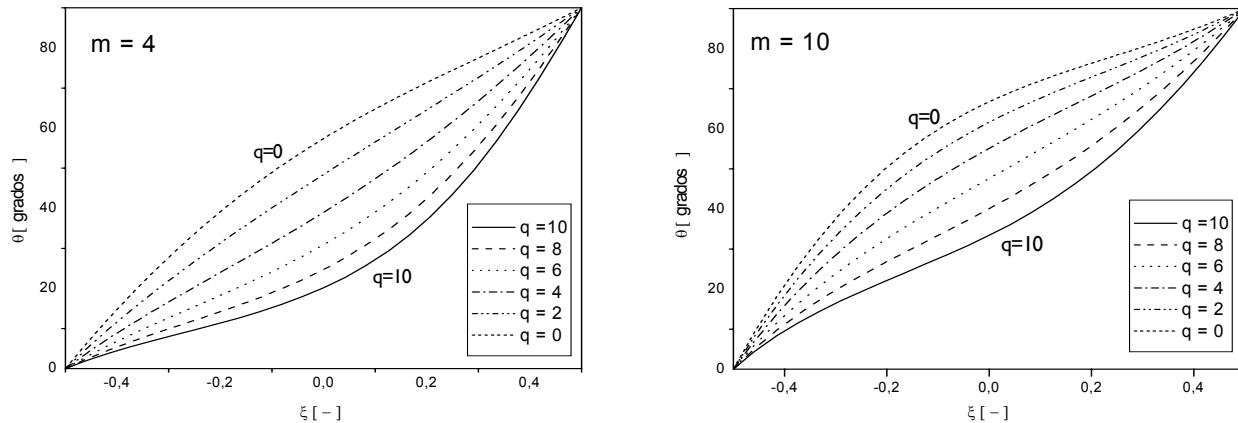 m = 4
θ [ grados ]
80
60
40
20
0
q=0
q=10
q =10
q = 8
q = 6
q = 4
q = 2
q = 0
-0,4
-0,2
0,0
0,2
0,4
ξ [ − ]
m = 10
θ [ grados ]
80
60
40
20
0
q=0
q=10
q =10
q = 8
q = 6
q = 4
q = 2
q = 0
-0,4
-0,2
0,0
0,2
0,4
ξ [ − ]